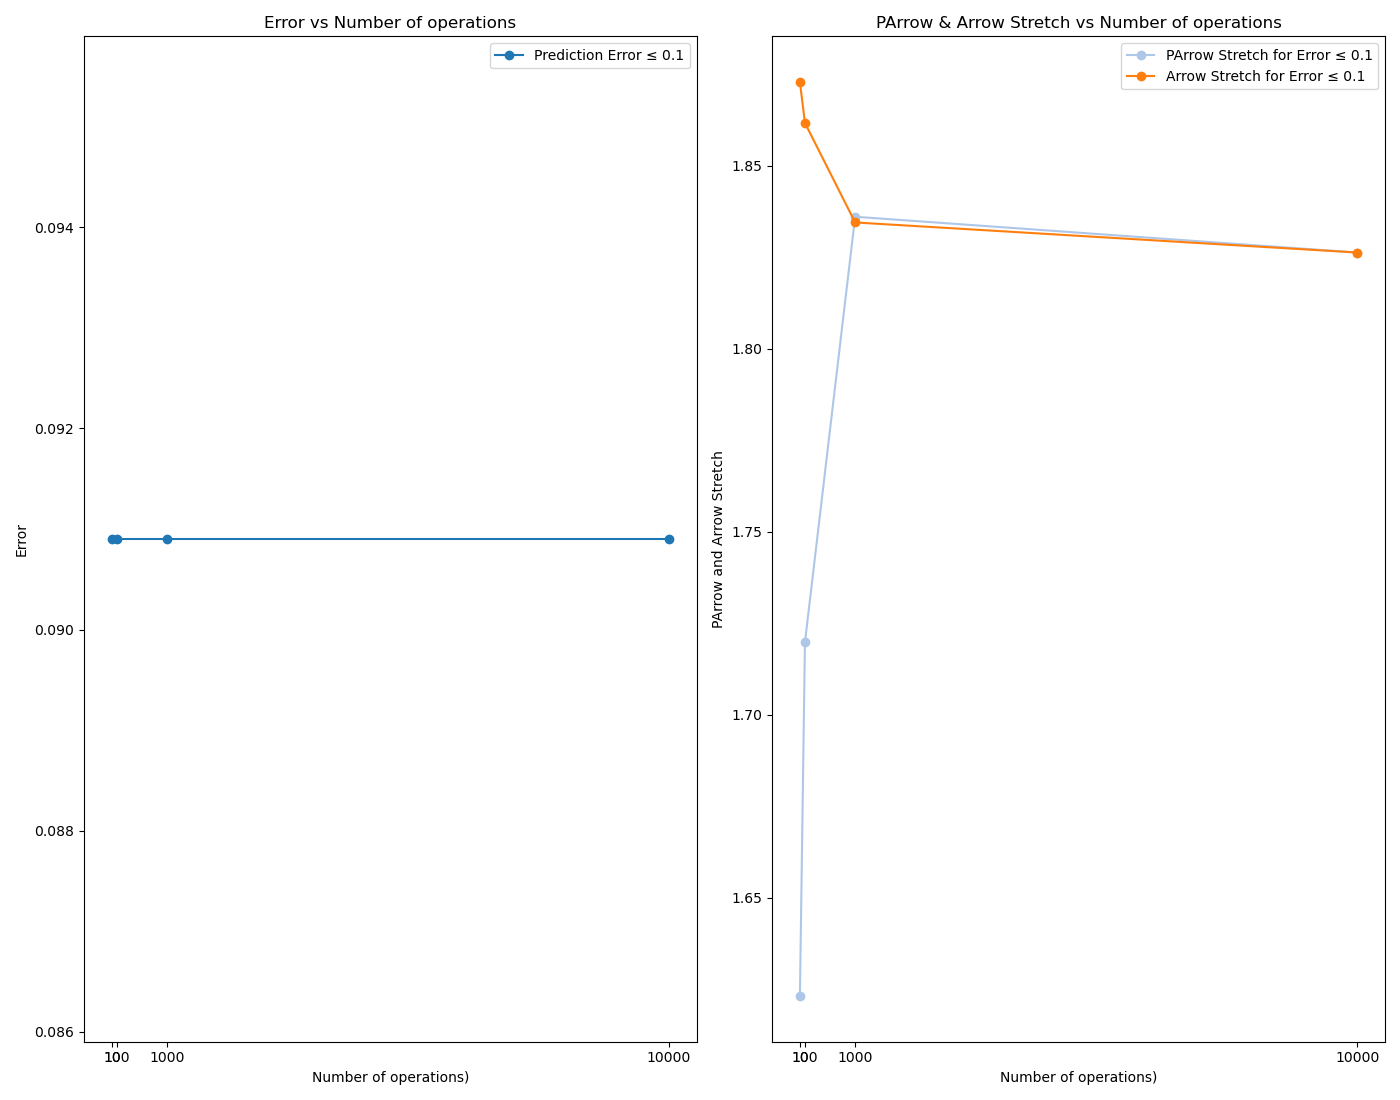 Error vs Number of operations
Prediction Error ≤ 0.1
0.094
0.092
0.090
0.088
0.086
Error
10
100
1000
10000
Number of operations)
PArrow & Arrow Stretch vs Number of operations
PArrow Stretch for Error ≤ 0.1
Arrow Stretch for Error ≤ 0.1
1.85
1.80
1.75
1.70
1.65
PArrow and Arrow Stretch
10
100
1000
10000
Number of operations)